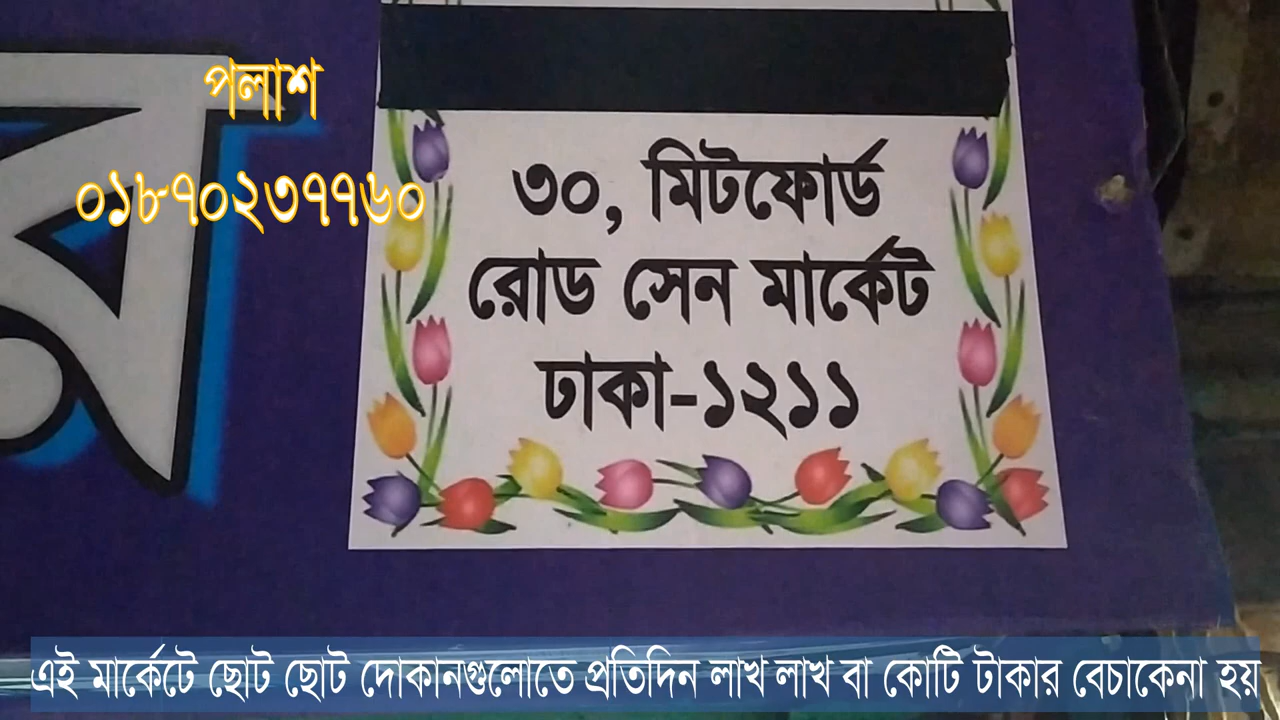 পলাশ
০১৮৭০২৩৭৭৬০
৩০, মিটফোর্ড
রোড সেন মার্কেট
ঢাকা-১২১১
এই মার্কেটে ছোট ছোট দোকানগুলোতে প্রতিদিন লাখ লাখ বা কোটি টাকার বেচাকেনা হয়